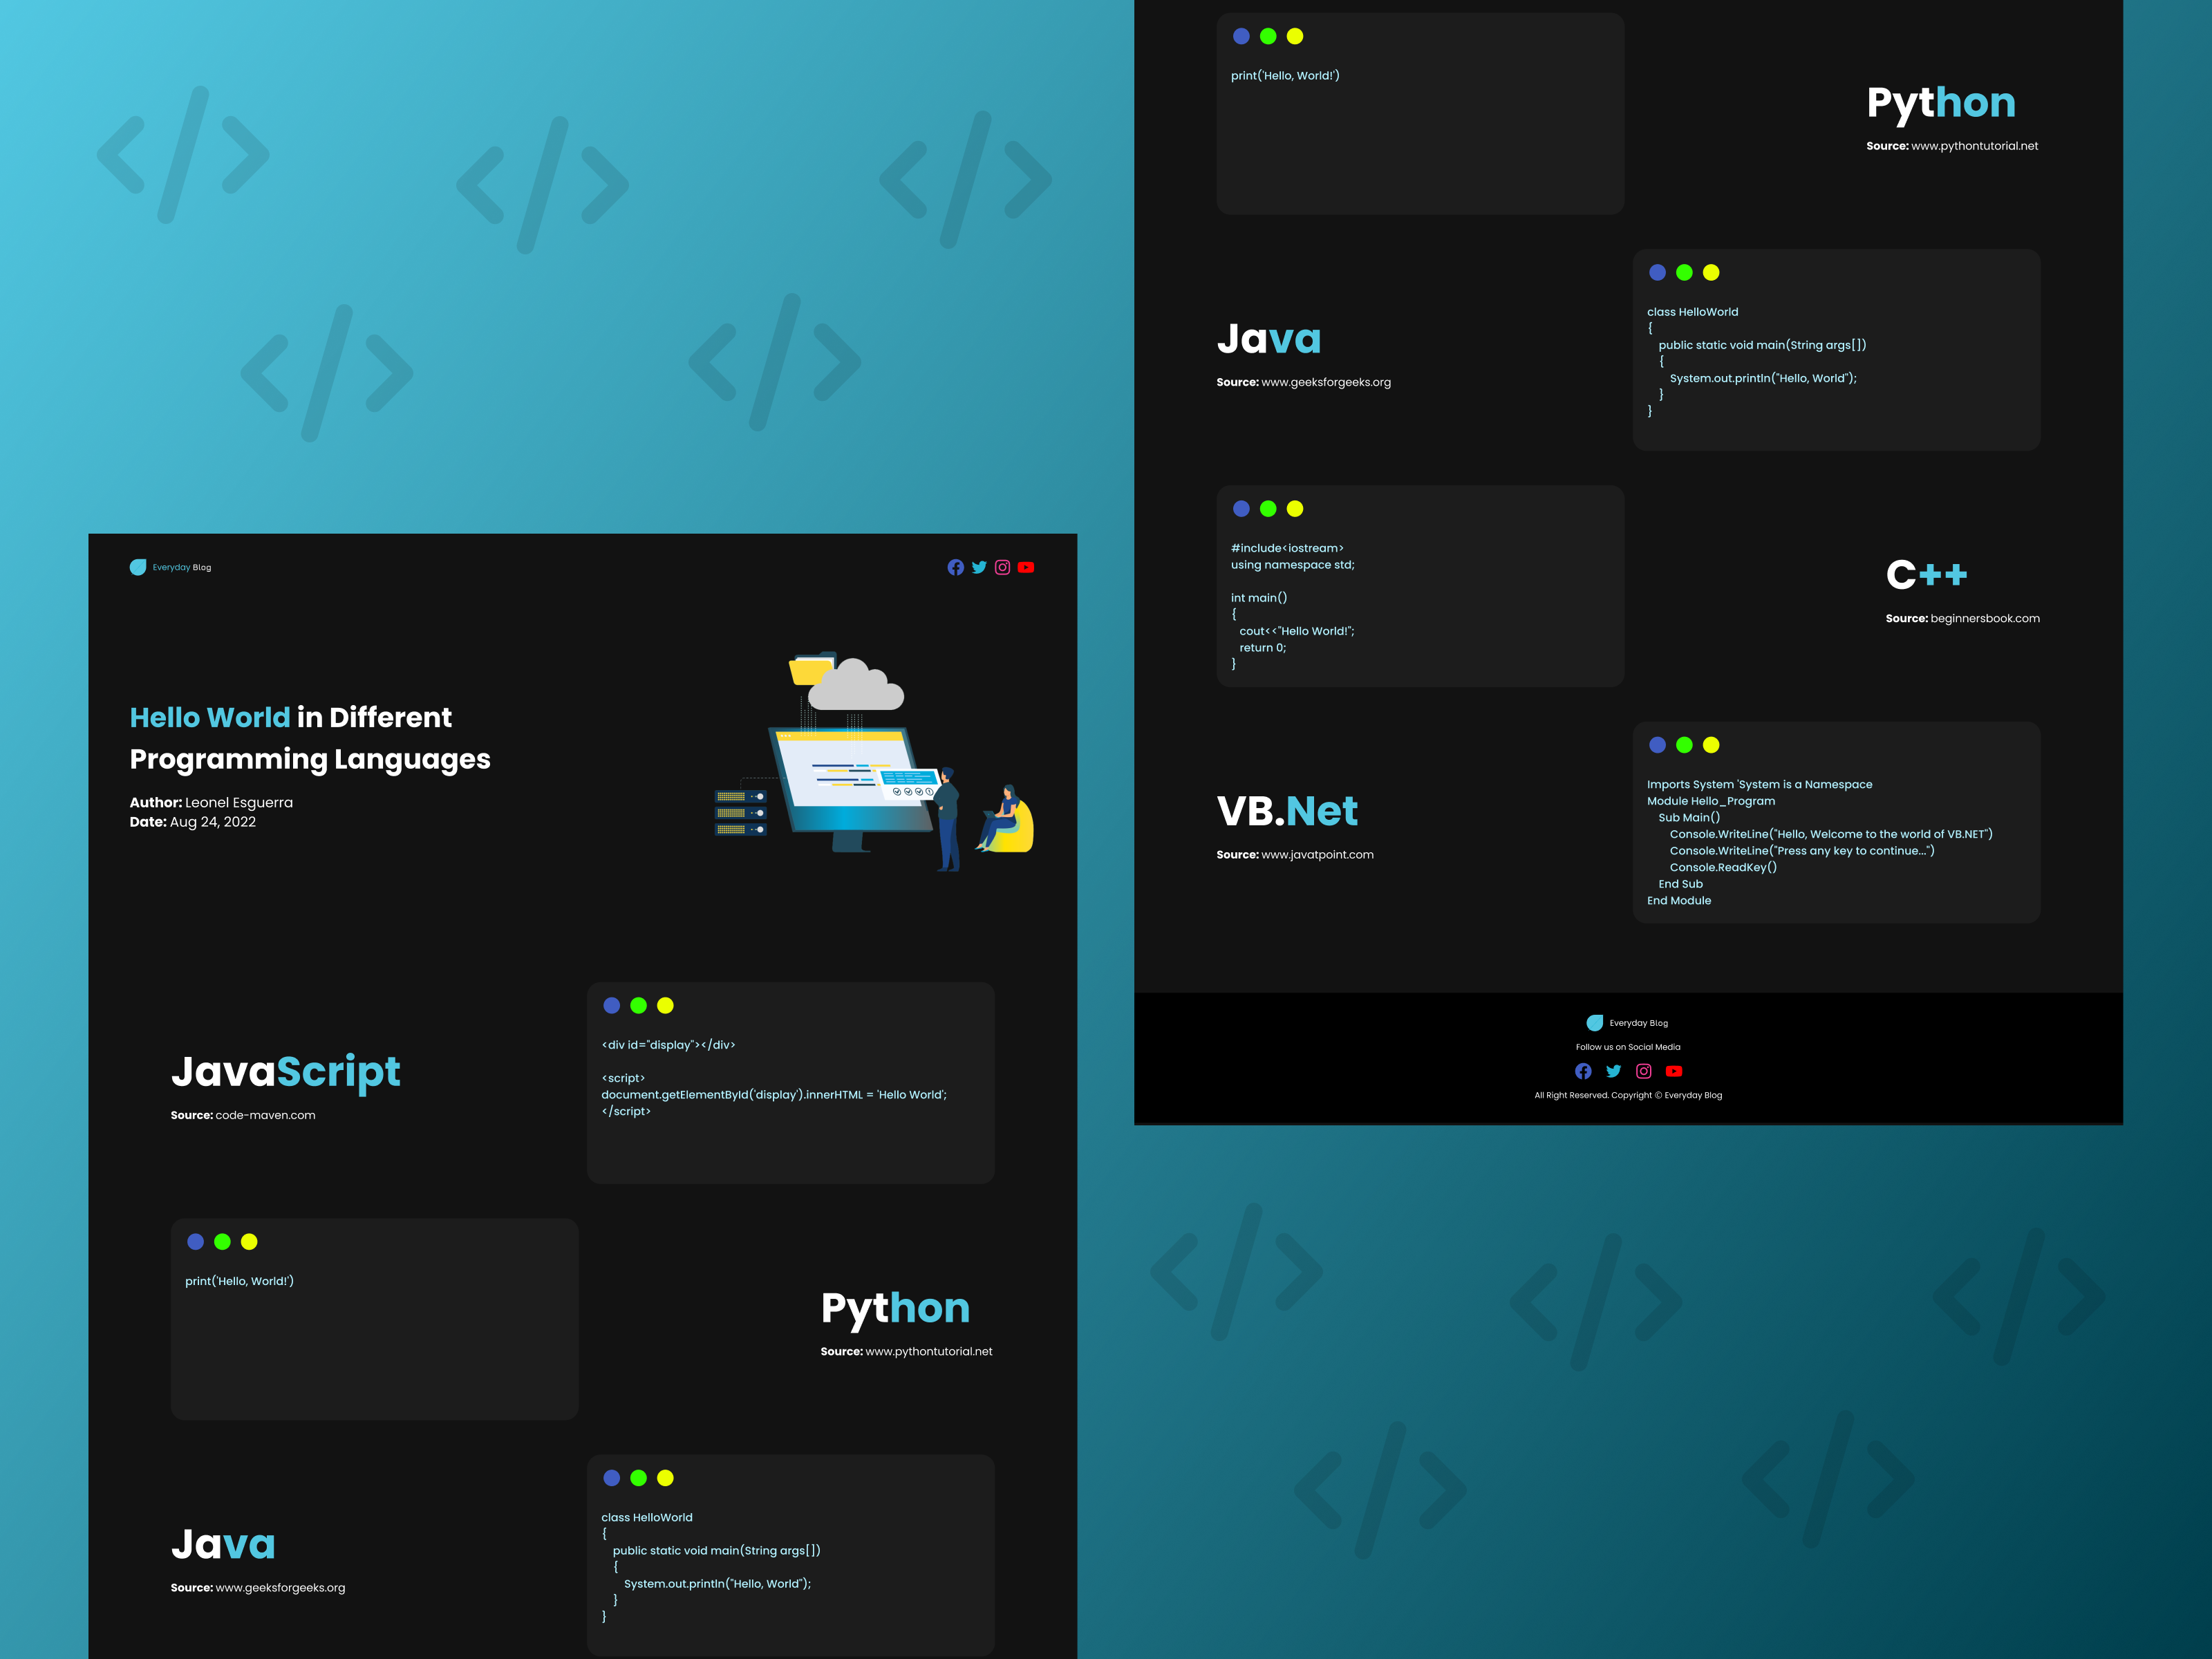 Everyday Blog
Hello World in Different
Programming Languages
Author: Leonel Esguerra
Date: Aug 24, 2022
JavaScript
Source: code-maven.com
<div id="display"></div>
<script>
document.getElementById('display').innerHTML = 'Hello World';
</script>
print('Hello, World!')
Python
Source: www.pythontutorial.net
Java
Source: www.geeksforgeeks.org
class HelloWorld
{
public static void main(String args[])
{
System.out.println("Hello, World");
}
}
print('Hello, World!')
Python
Source: www.pythontutorial.net
Java
Source: www.geeksforgeeks.org
class HelloWorld
{
public static void main(String args[])
{
System.out.println("Hello, World");
}
}
#include<iostream>
using namespace std;
int main()
{
cout<<"Hello World!";
return 0;
}
C++
Source: beginnersbook.com
VB.Net
Source: www.javatpoint.com
Imports System 'System is a Namespace
Module Hello_Program
Sub Main()
Console.WriteLine("Hello, Welcome to the world of VB.NET")
Console.WriteLine("Press any key to continue...")
Console.ReadKey()
End Sub
End Module
Everyday Blog
Follow us on Social Media
All Right Reserved. Copyright © Everyday Blog